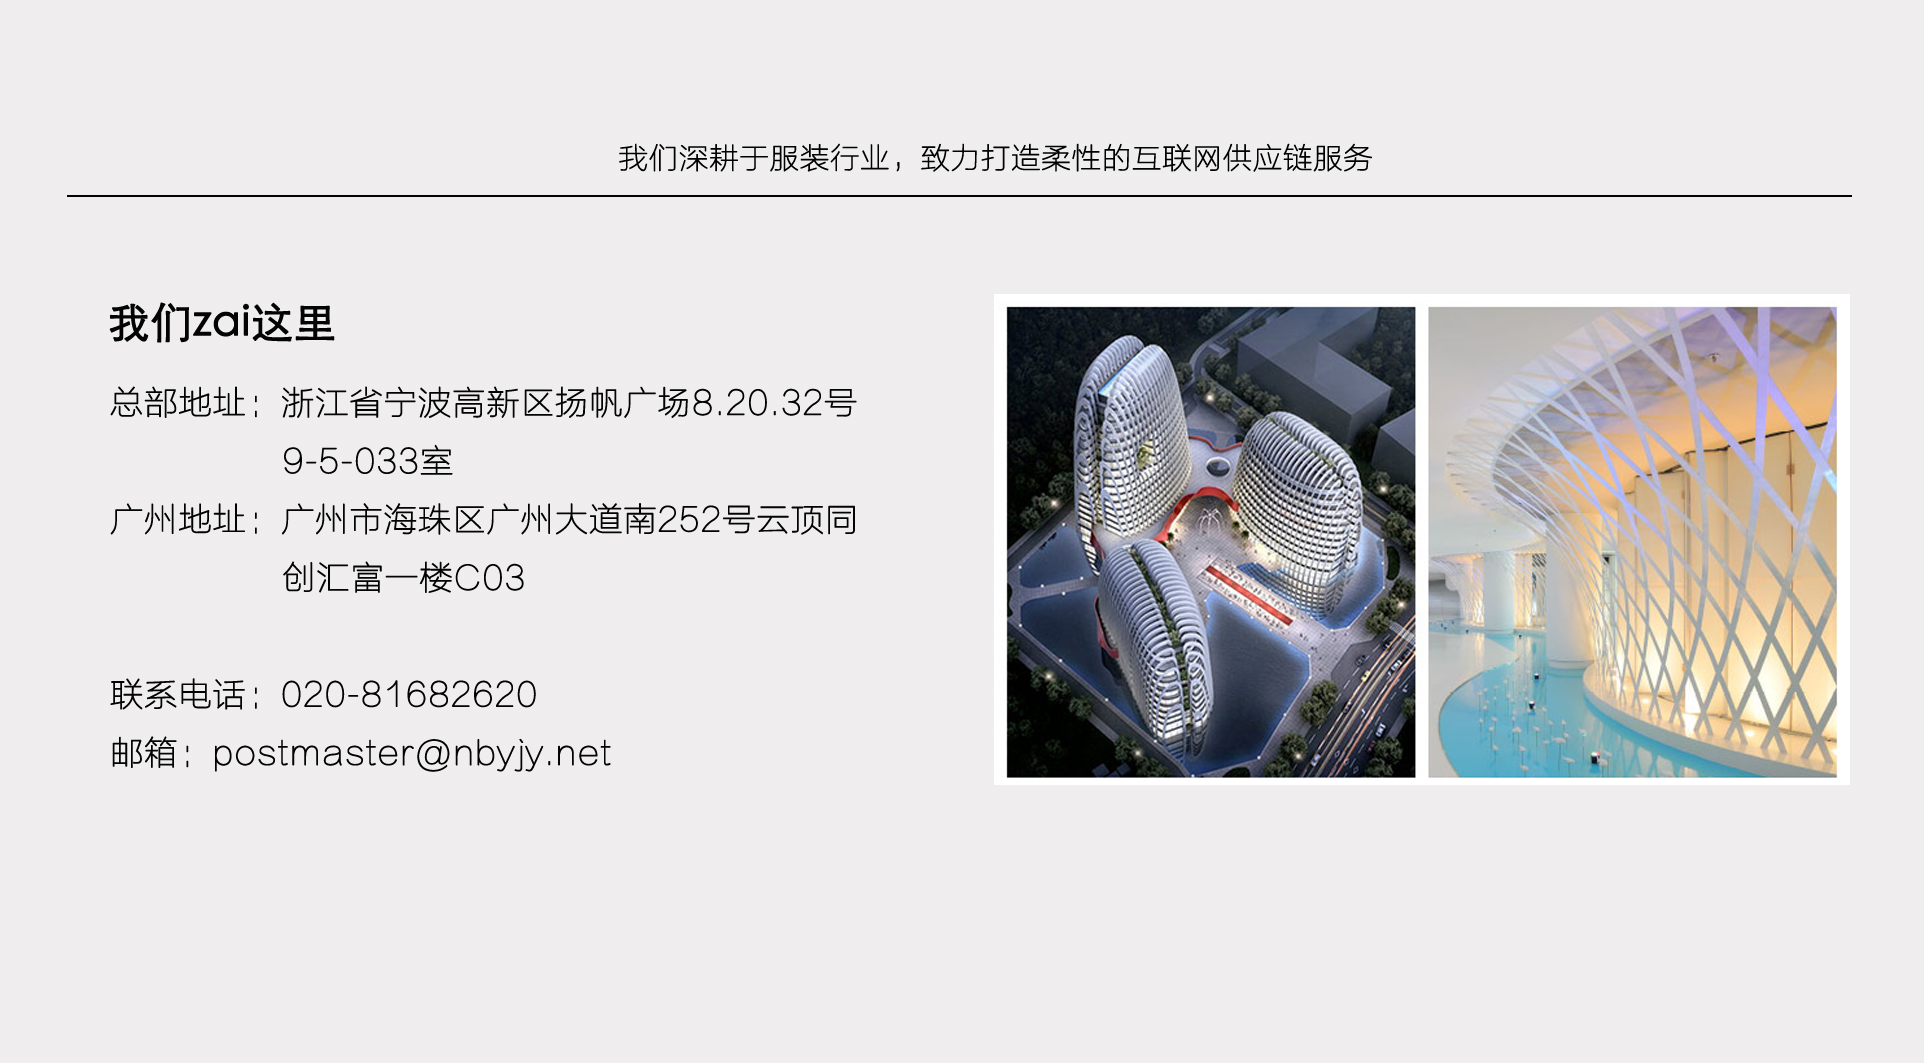 我们深耕于服装行业，致力打造柔性的互联网供应链服务
我们zai这里
总部地址：浙江省宁波高新区扬帆广场8.20.32号
9-5-033室
广州地址：广州市海珠区广州大道南252号云顶同
创汇富一楼C03
联系电话：020-81682620
邮箱：postmaster@nbyjy.net